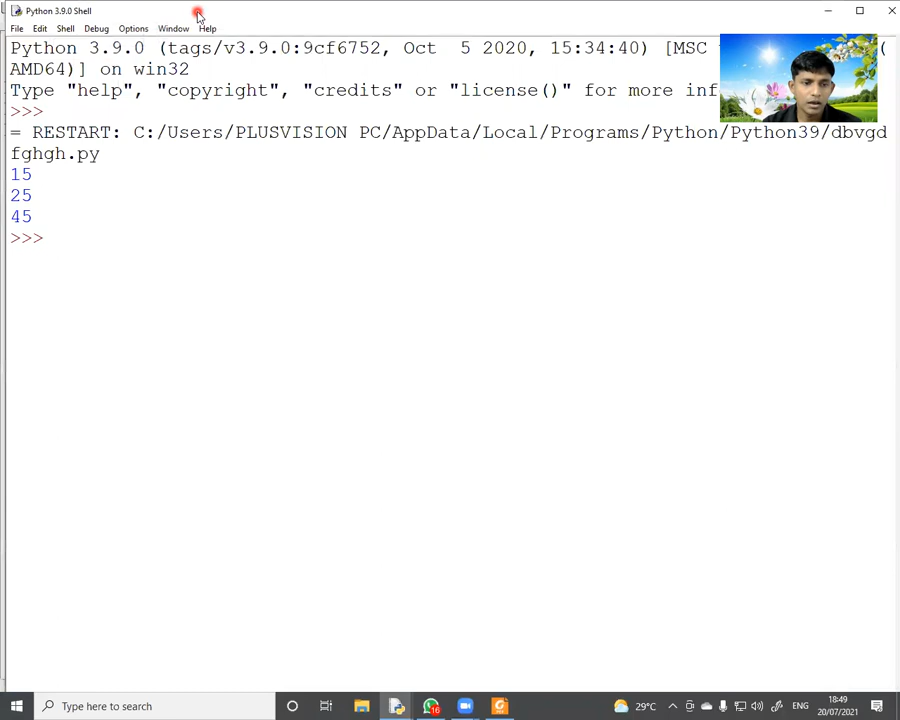 Python 3.9.0 Shell
File Edit Shell Debug Options Window Help
Python 3.9.0 (tags/v3.9.0:9cf6752, Oct  5 2020, 15:34:40) [MSC (
AMD64)] on win32
Type "help", "copyright", "credits" or "license()" for more inf
>>>
= RESTART: C:/Users/PLUSVISION PC/AppData/Local/Programs/Python/Python39/dbvgd
fghgh.py
15
25
45
>>>
Type here to search
16
29°C
ENG
18:49
20/07/2021